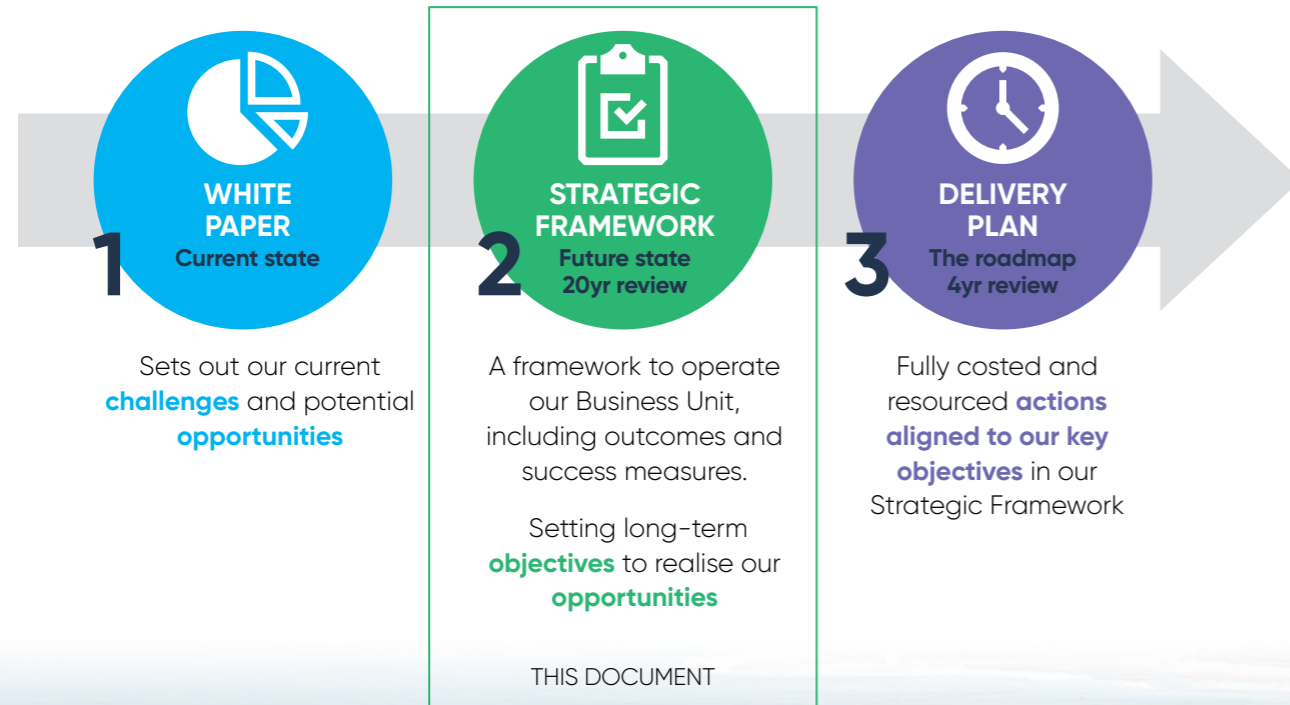 1
WHITE
PAPER
Current state
Sets out our current
challenges and potential
opportunities
2
STRATEGIC
FRAMEWORK
Future state
20yr review
A framework to operate
our Business Unit,
including outcomes and
success measures.
Setting long-term
objectives to realise our
opportunities
THIS DOCUMENT
3
DELIVERY
PLAN
The roadmap
4yr review
Fully costed and
resourced actions
aligned to our key
objectives in our
Strategic Framework